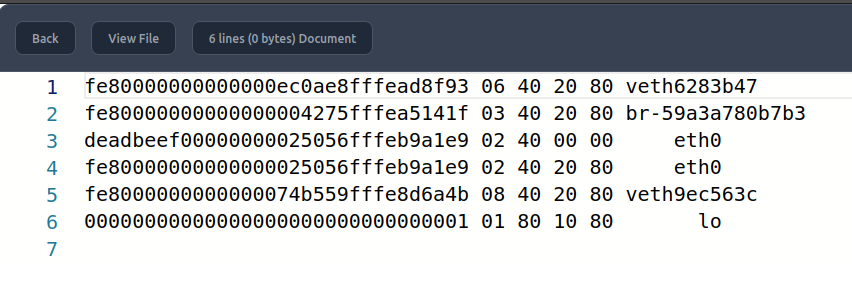 Back View File 6 lines (0 bytes) Document
1 fe80000000000000ec0ae8fffead8f93 06 40 20 80 veth6283b47
2 fe80000000000000004275fffea5141f 03 40 20 80 br-59a3a780b7b3
3 deadbeef00000000025056fffeb9a1e9 02 40 00 00 eth0
4 fe80000000000000025056fffeb9a1e9 02 40 20 80 eth0
5 fe8000000000000074b559fffe8d6a4b 08 40 20 80 veth9ec563c
6 00000000000000000000000000000001 01 80 10 80 lo
7